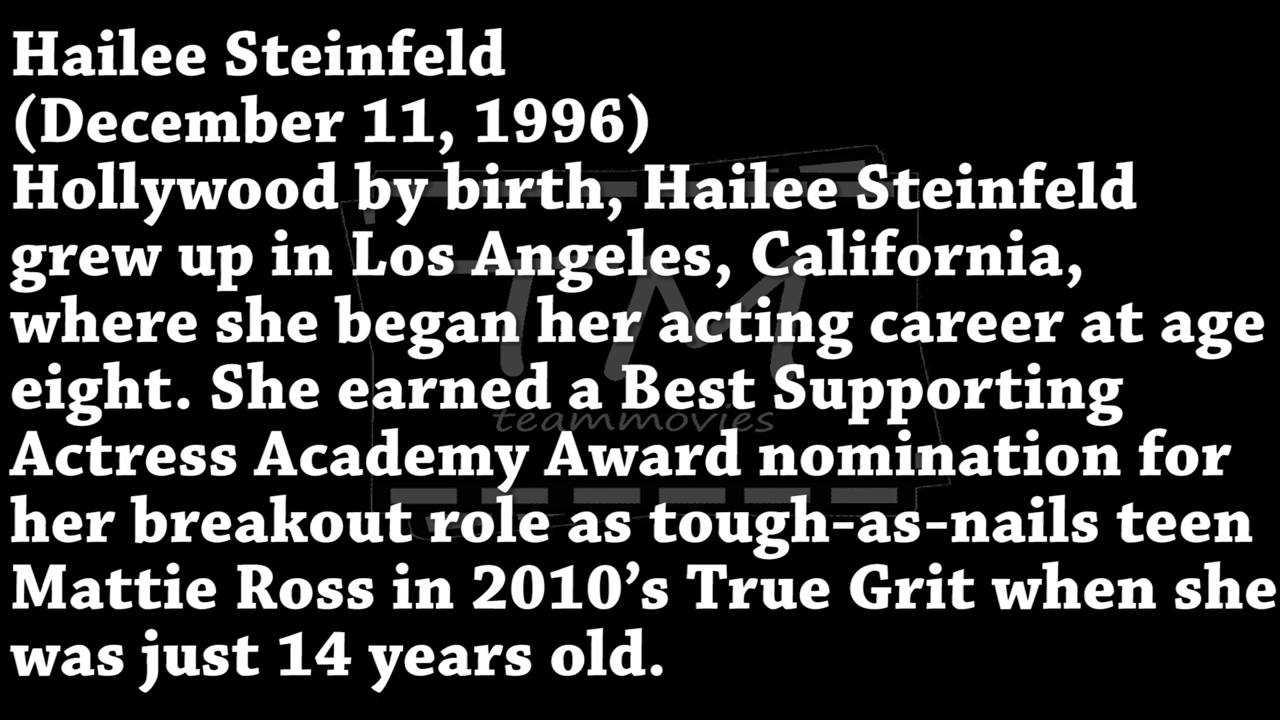 Hailee Steinfeld
(December 11, 1996)
Hollywood by birth, Hailee Steinfeld
grew up in Los Angeles, California,
where she began her acting career at age
eight. She earned a Best Supporting
Actress Academy Award nomination for
her breakout role as tough-as-nails teen
Mattie Ross in 2010’s True Grit when she
was just 14 years old.
TM
teammovies